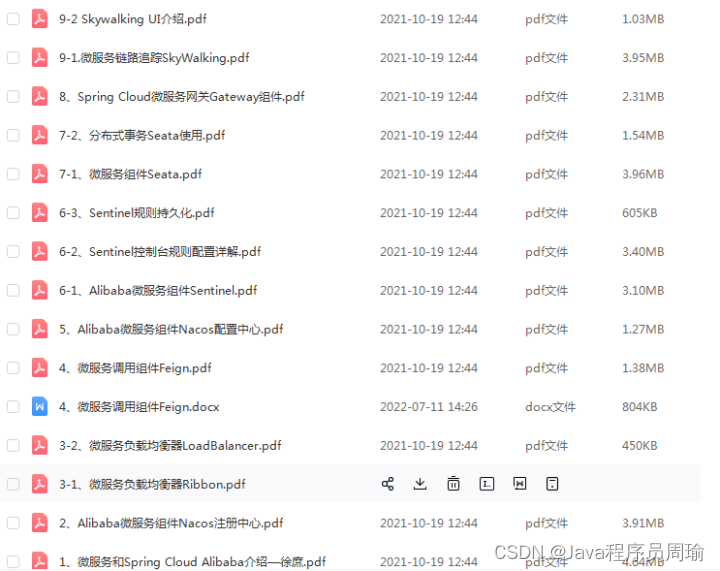 9-2 Skywalking UI介绍.pdf 2021-10-19 12:44 pdf文件 1.03MB
9-1.微服务链路追踪SkyWalking.pdf 2021-10-19 12:44 pdf文件 3.95MB
8、Spring Cloud微服务网关Gateway组件.pdf 2021-10-19 12:44 pdf文件 2.31MB
7-2、分布式事务Seata使用.pdf 2021-10-19 12:44 pdf文件 1.54MB
7-1、微服务组件Seata.pdf 2021-10-19 12:44 pdf文件 3.96MB
6-3、Sentinel规则持久化.pdf 2021-10-19 12:44 pdf文件 605KB
6-2、Sentinel控制台规则配置详解.pdf 2021-10-19 12:44 pdf文件 3.40MB
6-1、Alibaba微服务组件Sentinel.pdf 2021-10-19 12:44 pdf文件 3.10MB
5、Alibaba微服务组件Nacos配置中心.pdf 2021-10-19 12:44 pdf文件 1.27MB
4、微服务调用组件Feign.pdf 2021-10-19 12:44 pdf文件 1.38MB
4、微服务调用组件Feign.docx 2022-07-11 14:26 docx文件 804KB
3-2、微服务负载均衡器LoadBalancer.pdf 2021-10-19 12:44 pdf文件 450KB
3-1、微服务负载均衡器Ribbon.pdf
2、Alibaba微服务组件Nacos注册中心.pdf 2021-10-19 12:44 pdf文件 3.91MB
1、微服务和Spring Cloud Alibaba介绍—徐庶.pdf 2021-10-19 12:44 pdf文件 4.64MB
CSDN @Java程序员周瑜